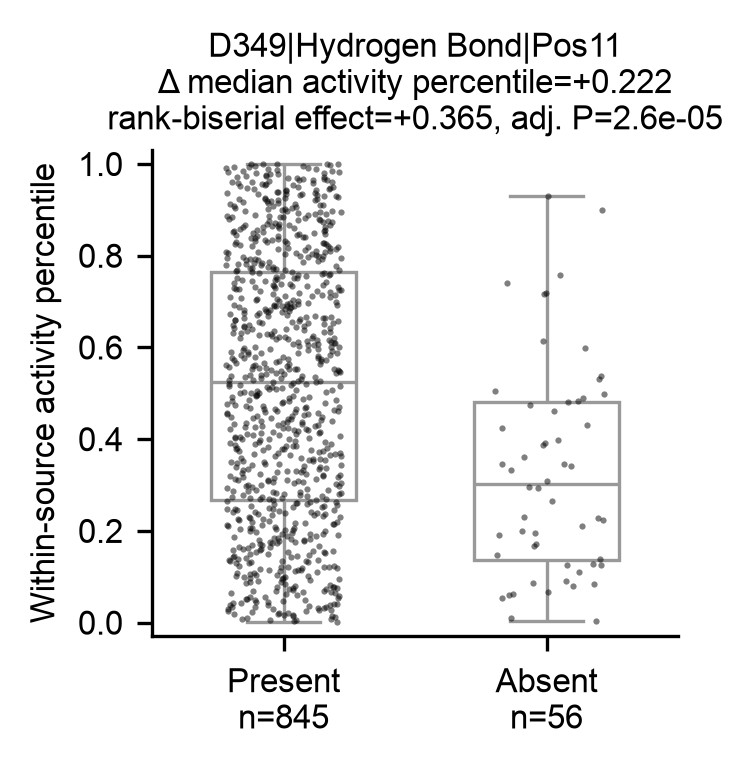 D349|Hydrogen Bond|Pos11
Δ median activity percentile=+0.222
rank-biserial effect=+0.365, adj. P=2.6e-05
Within-source activity percentile
1.0
0.8
0.6
0.4
0.2
0.0
Present
n=845
Absent
n=56